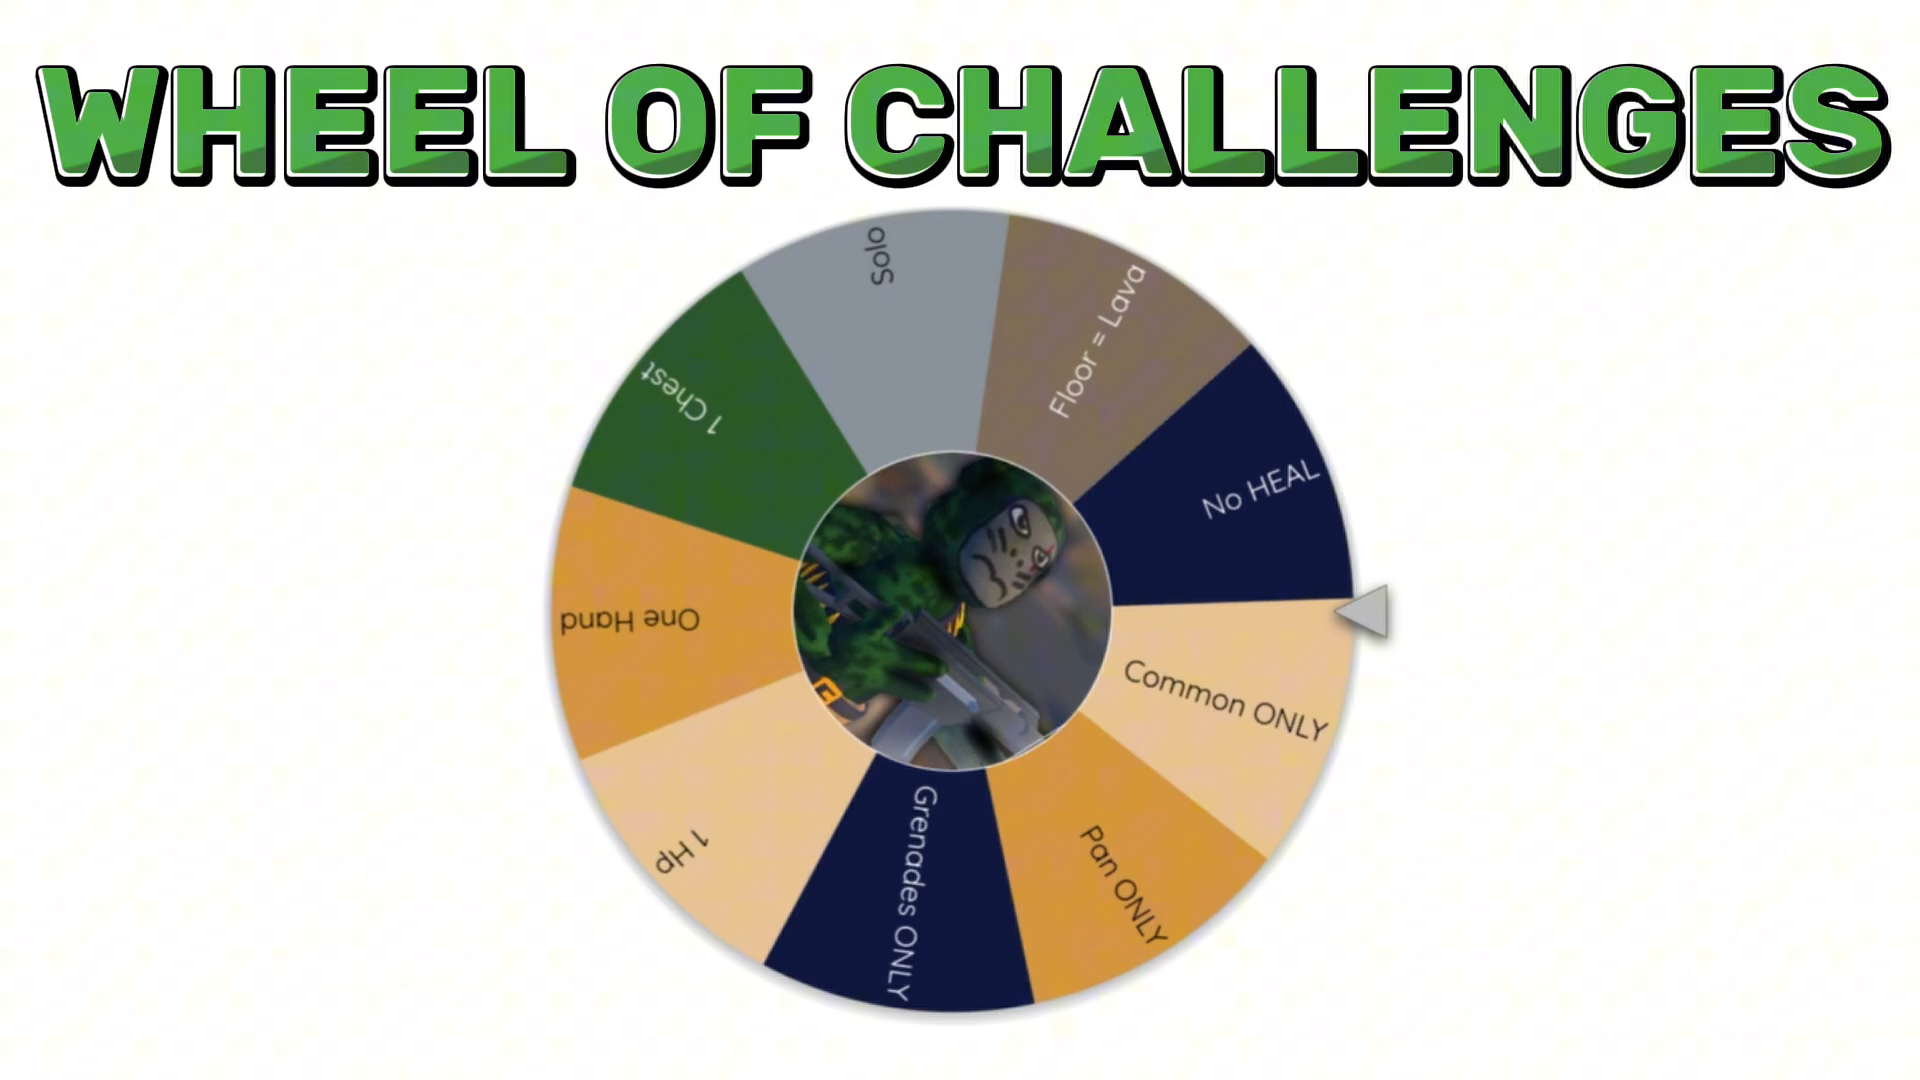 WHEEL OF CHALLENGES
Solo
Floor = Lava
No HEAL
Common ONLY
Pan ONLY
Grenades ONLY
1 Hp
One Hand
1 Chest